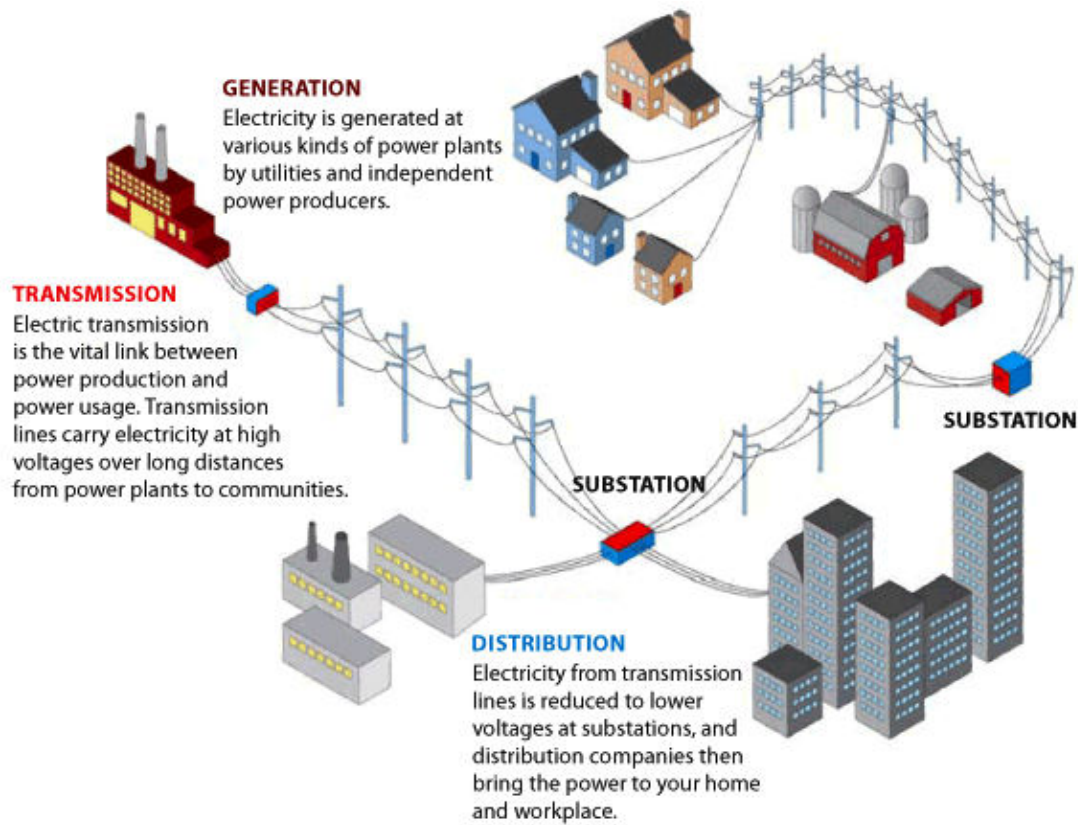 GENERATION
Electricity is generated at
various kinds of power plants
by utilities and independent
power producers.
TRANSMISSION
Electric transmission
is the vital link between
power production and
power usage. Transmission
lines carry electricity at high
voltages over long distances
from power plants to communities.
SUBSTATION
SUBSTATION
DISTRIBUTION
Electricity from transmission
lines is reduced to lower
voltages at substations, and
distribution companies then
bring the power to your home
and workplace.